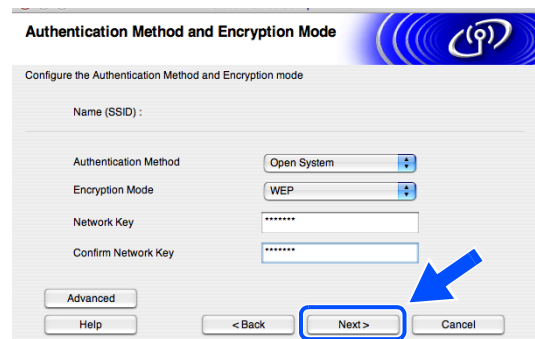 Authentication Method and Encryption Mode
Configure the Authentication Method and Encryption mode
Name (SSID) :
Authentication Method Open System
Encryption Mode WEP
Network Key *******
Confirm Network Key *******
Advanced
Help < Back Next > Cancel